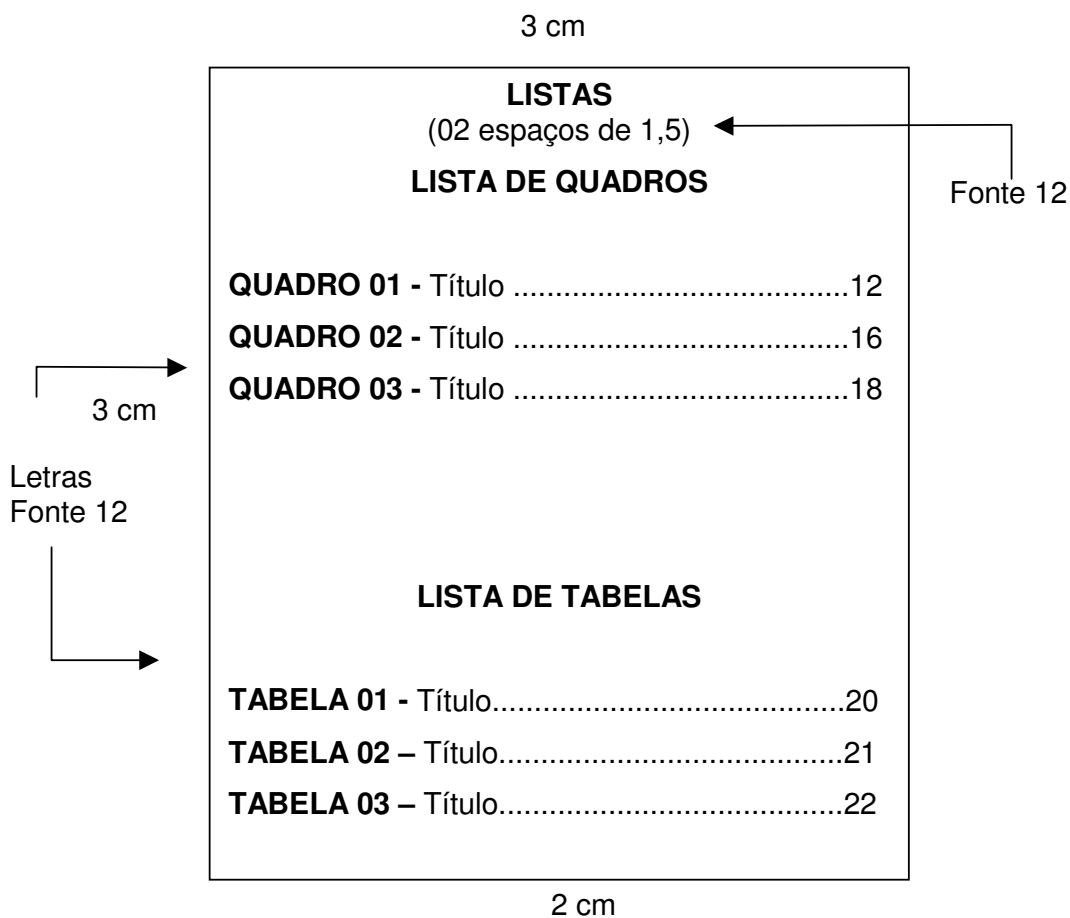 3 cm
LISTAS
(02 espaços de 1,5)
LISTA DE QUADROS
Fonte 12
QUADRO 01 - Título ........................................12
QUADRO 02 - Título ........................................16
QUADRO 03 - Título ........................................18
3 cm
Letras
Fonte 12
LISTA DE TABELAS
TABELA 01 - Título..........................................20
TABELA 02 – Título.........................................21
TABELA 03 – Título.........................................22
2 cm